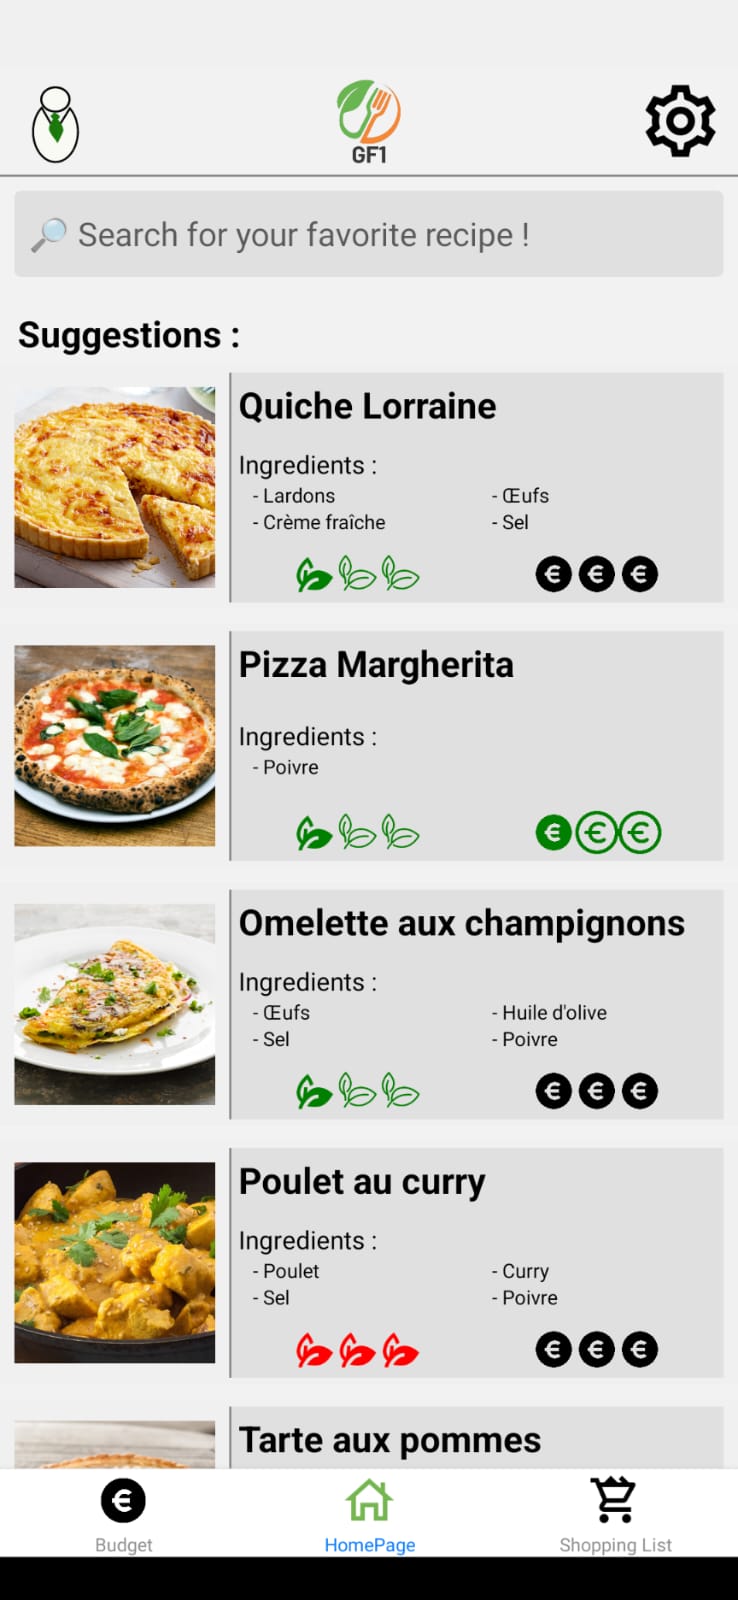 GF1
Search for your favorite recipe !
Suggestions :
Quiche Lorraine
Ingredients :
- Lardons
- Œufs
- Crème fraîche
- Sel
€ € €
Pizza Margherita
Ingredients :
- Poivre
€ € €
Omelette aux champignons
Ingredients :
- Œufs
- Huile d'olive
- Sel
- Poivre
€ € €
Poulet au curry
Ingredients :
- Poulet
- Curry
- Sel
- Poivre
€ € €
Tarte aux pommes
€
Budget
HomePage
Shopping List